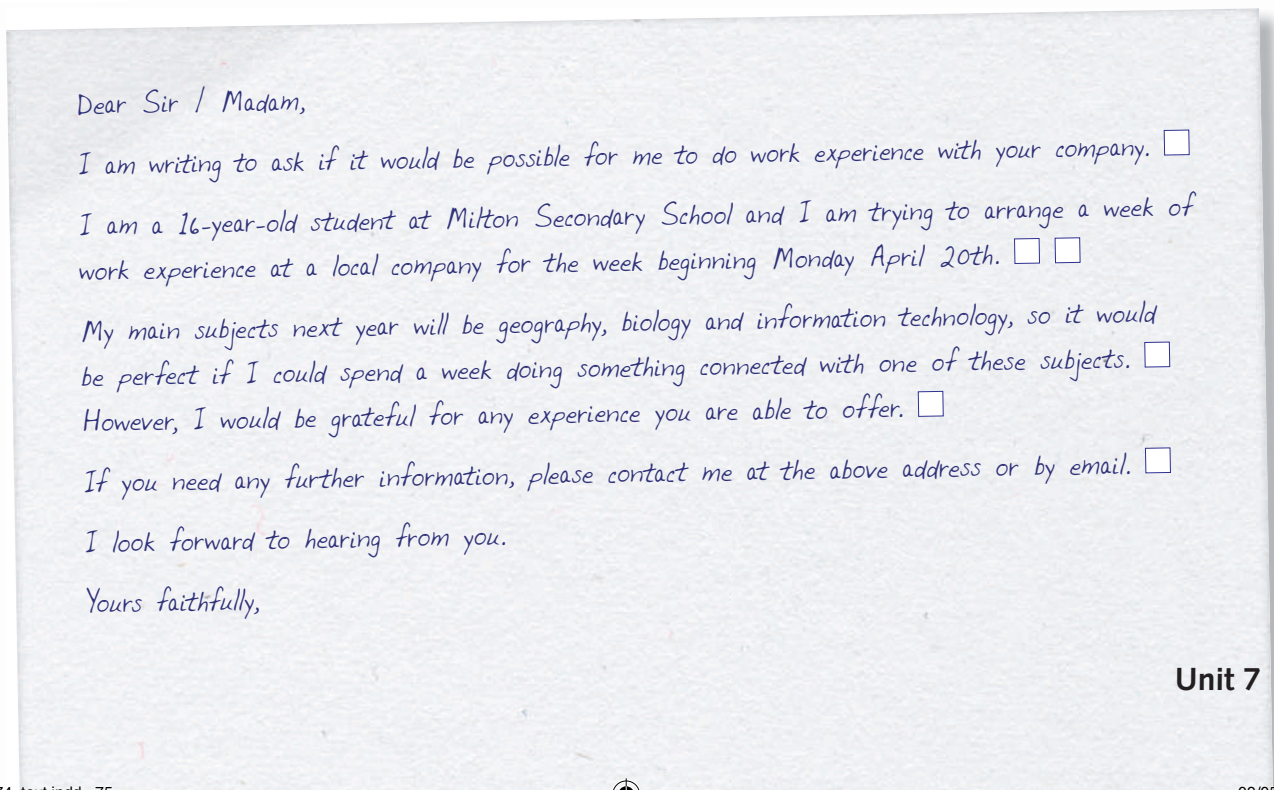 Dear Sir / Madam,
I am writing to ask if it would be possible for me to do work experience with your company.
I am a 16-year-old student at Milton Secondary School and I am trying to arrange a week of
work experience at a local company for the week beginning Monday April 20th.
My main subjects next year will be geography, biology and information technology, so it would
be perfect if I could spend a week doing something connected with one of these subjects.
However, I would be grateful for any experience you are able to offer.
If you need any further information, please contact me at the above address or by email.
I look forward to hearing from you.
Yours faithfully,
Unit 7